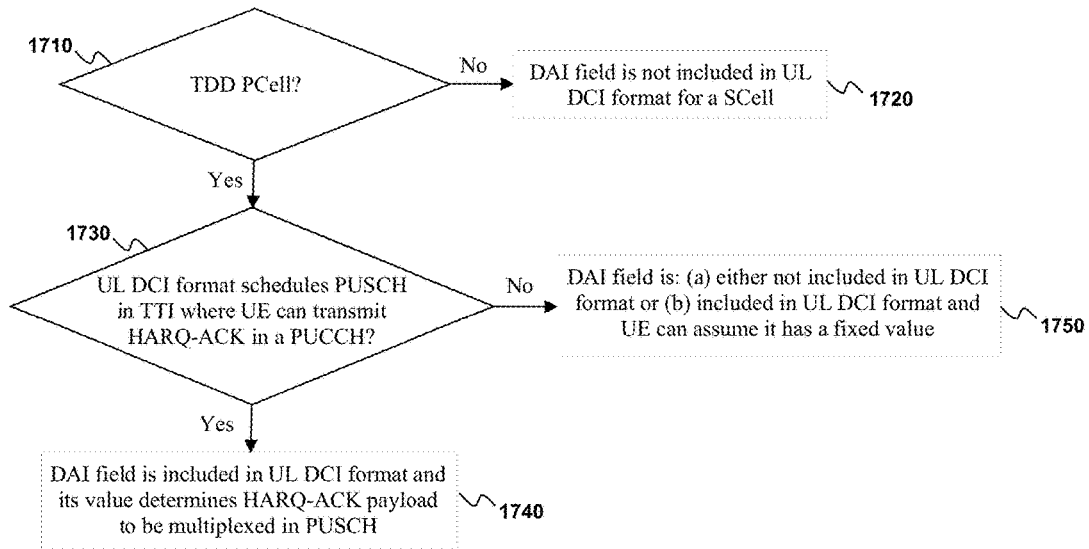 1710
TDD PCell?
No
DAI field is not included in UL
DCI format for a SCell
1720
Yes
1730
UL DCI format schedules PUSCH
in TTI where UE can transmit
HARQ-ACK in a PUCCH?
No
DAI field is: (a) either not included in UL DCI
format or (b) included in UL DCI format and
UE can assume it has a fixed value
1750
Yes
DAI field is included in UL DCI format and
its value determines HARQ-ACK payload
to be multiplexed in PUSCH
1740